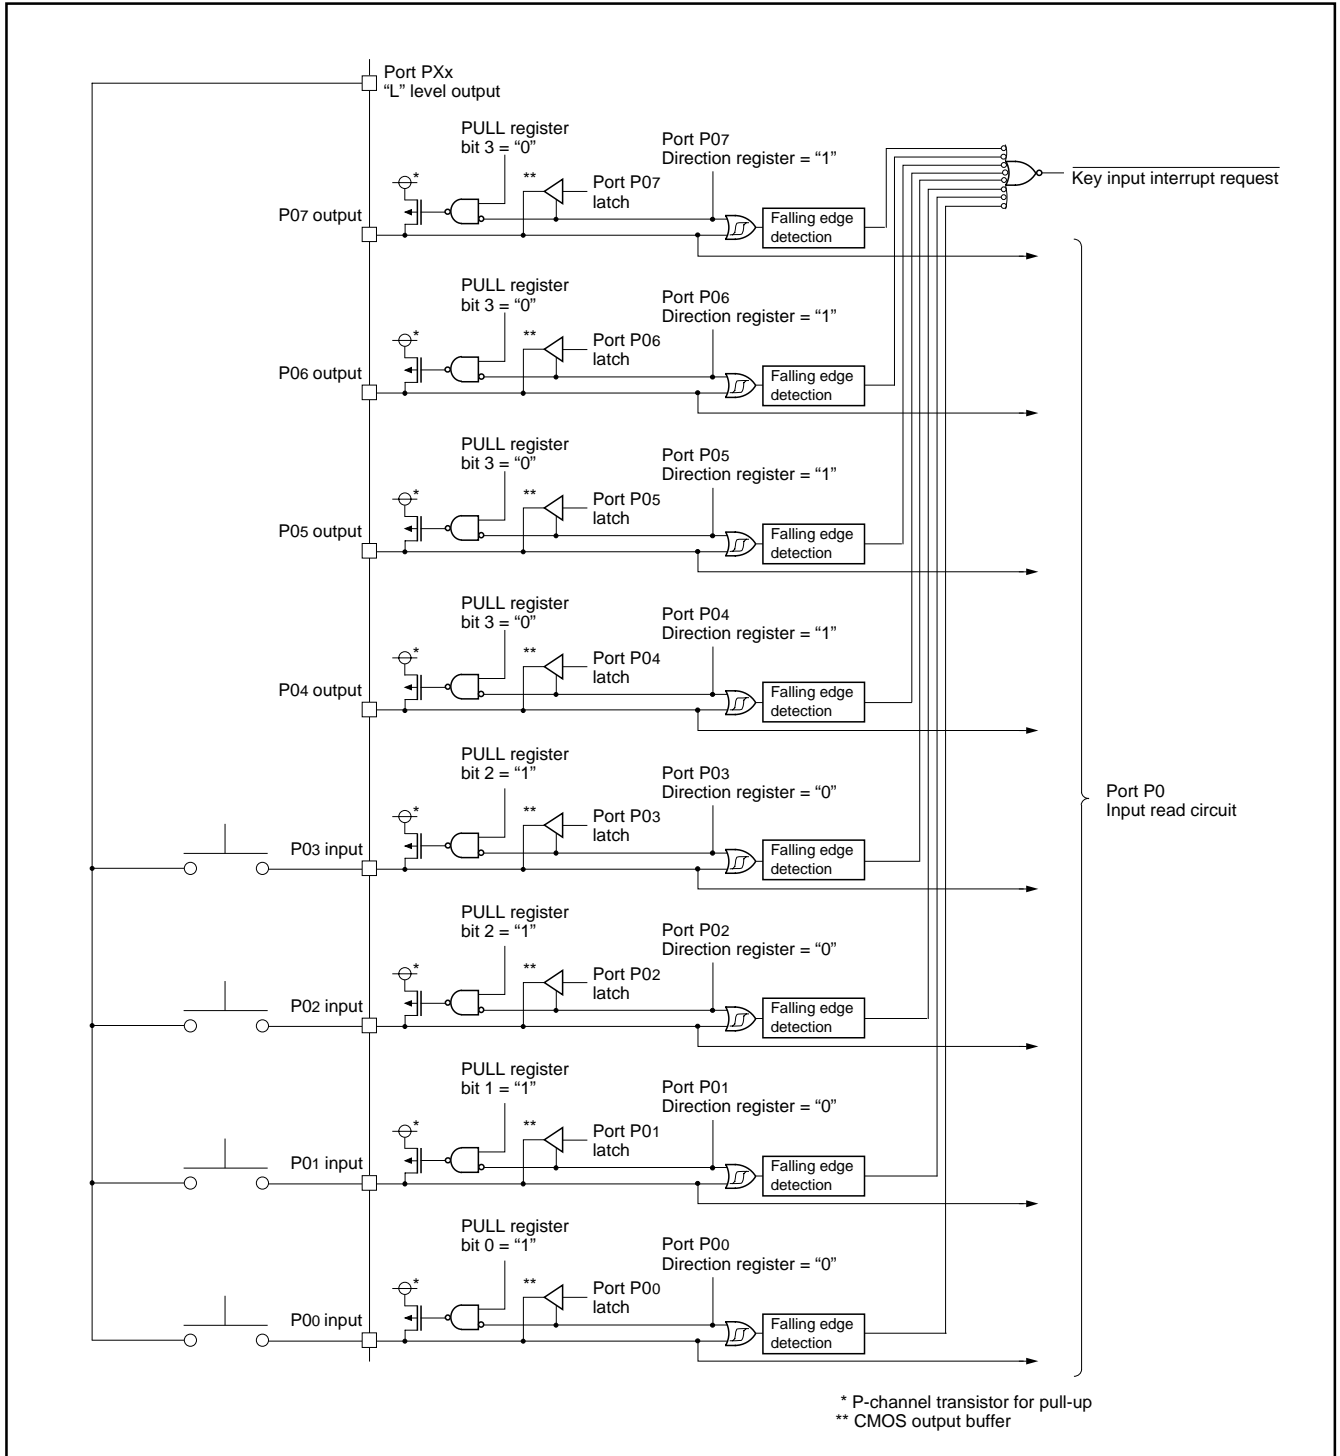 Port PXx
“L” level output
PULL register
bit 3 = “0”
Port P07
Direction register = “1”
*
**
Port P07
latch
P07 output
Falling edge
detection
Key input interrupt request
PULL register
bit 3 = “0”
Port P06
Direction register = “1”
*
**
Port P06
latch
P06 output
Falling edge
detection
PULL register
bit 3 = “0”
Port P05
Direction register = “1”
*
**
Port P05
latch
P05 output
Falling edge
detection
PULL register
bit 3 = “0”
Port P04
Direction register = “1”
*
**
Port P04
latch
P04 output
Falling edge
detection
PULL register
bit 2 = “1”
Port P03
Direction register = “0”
*
**
Port P03
latch
P03 input
Falling edge
detection
Port P0
Input read circuit
PULL register
bit 2 = “1”
Port P02
Direction register = “0”
*
**
Port P02
latch
P02 input
Falling edge
detection
PULL register
bit 1 = “1”
Port P01
Direction register = “0”
*
**
Port P01
latch
P01 input
Falling edge
detection
PULL register
bit 0 = “1”
Port P00
Direction register = “0”
*
**
Port P00
latch
P00 input
Falling edge
detection
* P-channel transistor for pull-up
** CMOS output buffer